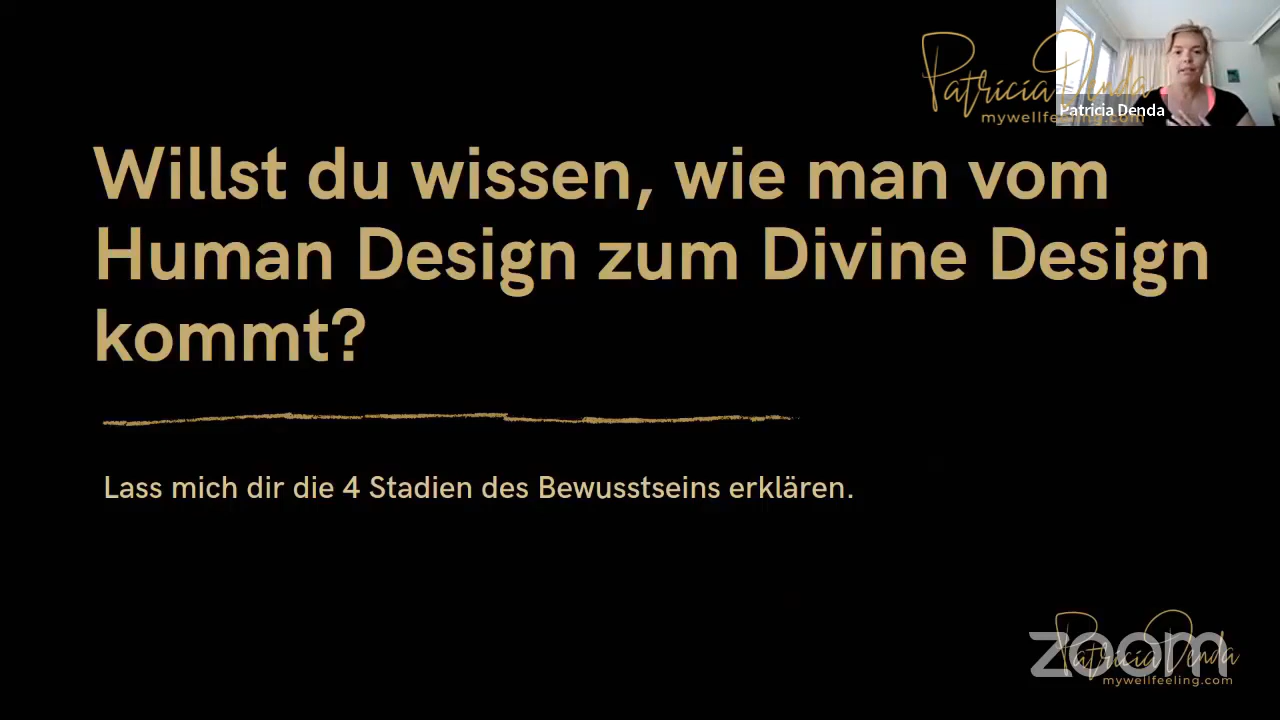 Patricia Denda
mywellfeeling.com
Patricia Denda
Willst du wissen, wie man vom
Human Design zum Divine Design
kommt?
Lass mich dir die 4 Stadien des Bewusstseins erklären.
zoom
Patricia Denda
mywellfeeling.com